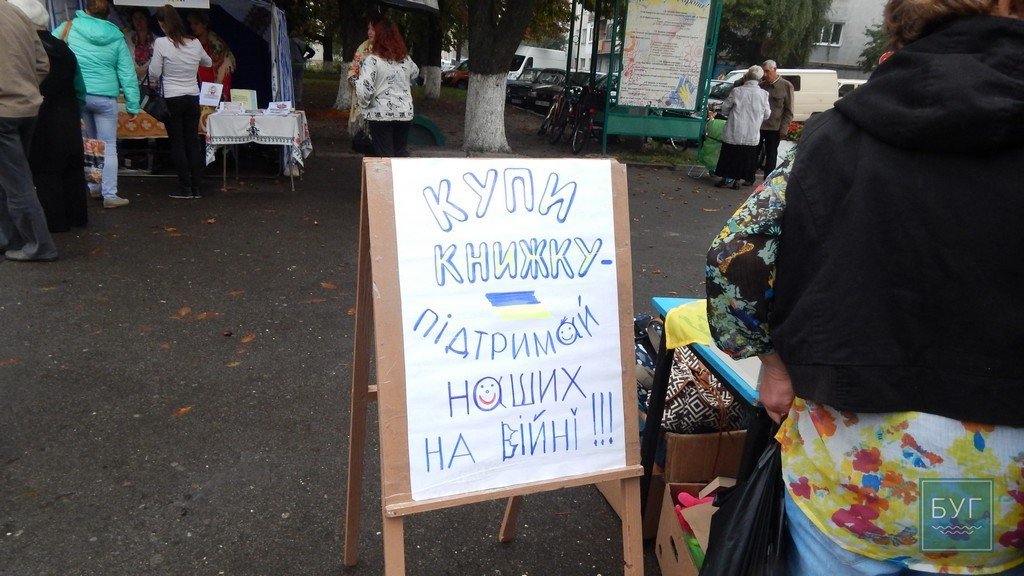 КУПИ
КНИЖКУ-
ПІДТРИМАЙ
НАШИХ
НА ВІЙНІ !!!
БУГ